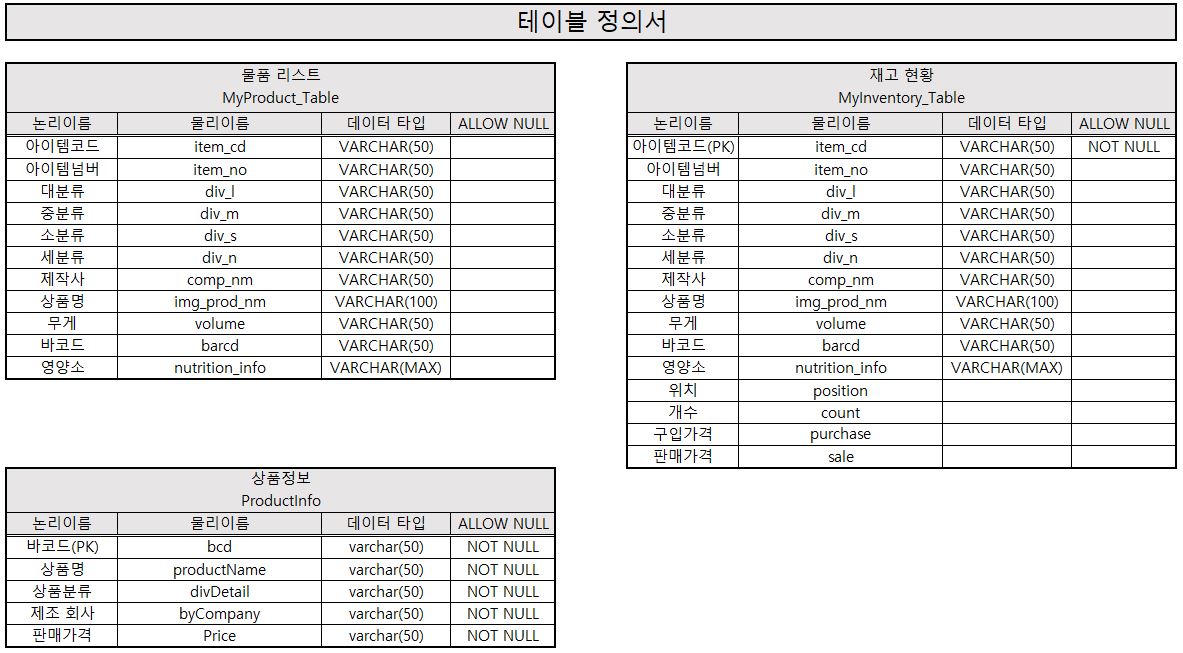 테이블 정의서
물품 리스트
MyProduct_Table
논리이름 물리이름 데이터 타입 ALLOW NULL
아이템코드 item_cd VARCHAR(50)
아이템넘버 item_no VARCHAR(50)
대분류 div_l VARCHAR(50)
중분류 div_m VARCHAR(50)
소분류 div_s VARCHAR(50)
세분류 div_n VARCHAR(50)
제작사 comp_nm VARCHAR(50)
상품명 img_prod_nm VARCHAR(100)
무게 volume VARCHAR(50)
바코드 barcd VARCHAR(50)
영양소 nutrition_info VARCHAR(MAX)
재고 현황
MyInventory_Table
논리이름 물리이름 데이터 타입 ALLOW NULL
아이템코드(PK) item_cd VARCHAR(50) NOT NULL
아이템넘버 item_no VARCHAR(50)
대분류 div_l VARCHAR(50)
중분류 div_m VARCHAR(50)
소분류 div_s VARCHAR(50)
세분류 div_n VARCHAR(50)
제작사 comp_nm VARCHAR(50)
상품명 img_prod_nm VARCHAR(100)
무게 volume VARCHAR(50)
바코드 barcd VARCHAR(50)
영양소 nutrition_info VARCHAR(MAX)
위치 position
개수 count
구입가격 purchase
판매가격 sale
상품정보
ProductInfo
논리이름 물리이름 데이터 타입 ALLOW NULL
바코드(PK) bcd varchar(50) NOT NULL
상품명 productName varchar(50) NOT NULL
상품분류 divDetail varchar(50) NOT NULL
제조 회사 byCompany varchar(50) NOT NULL
판매가격 Price varchar(50) NOT NULL